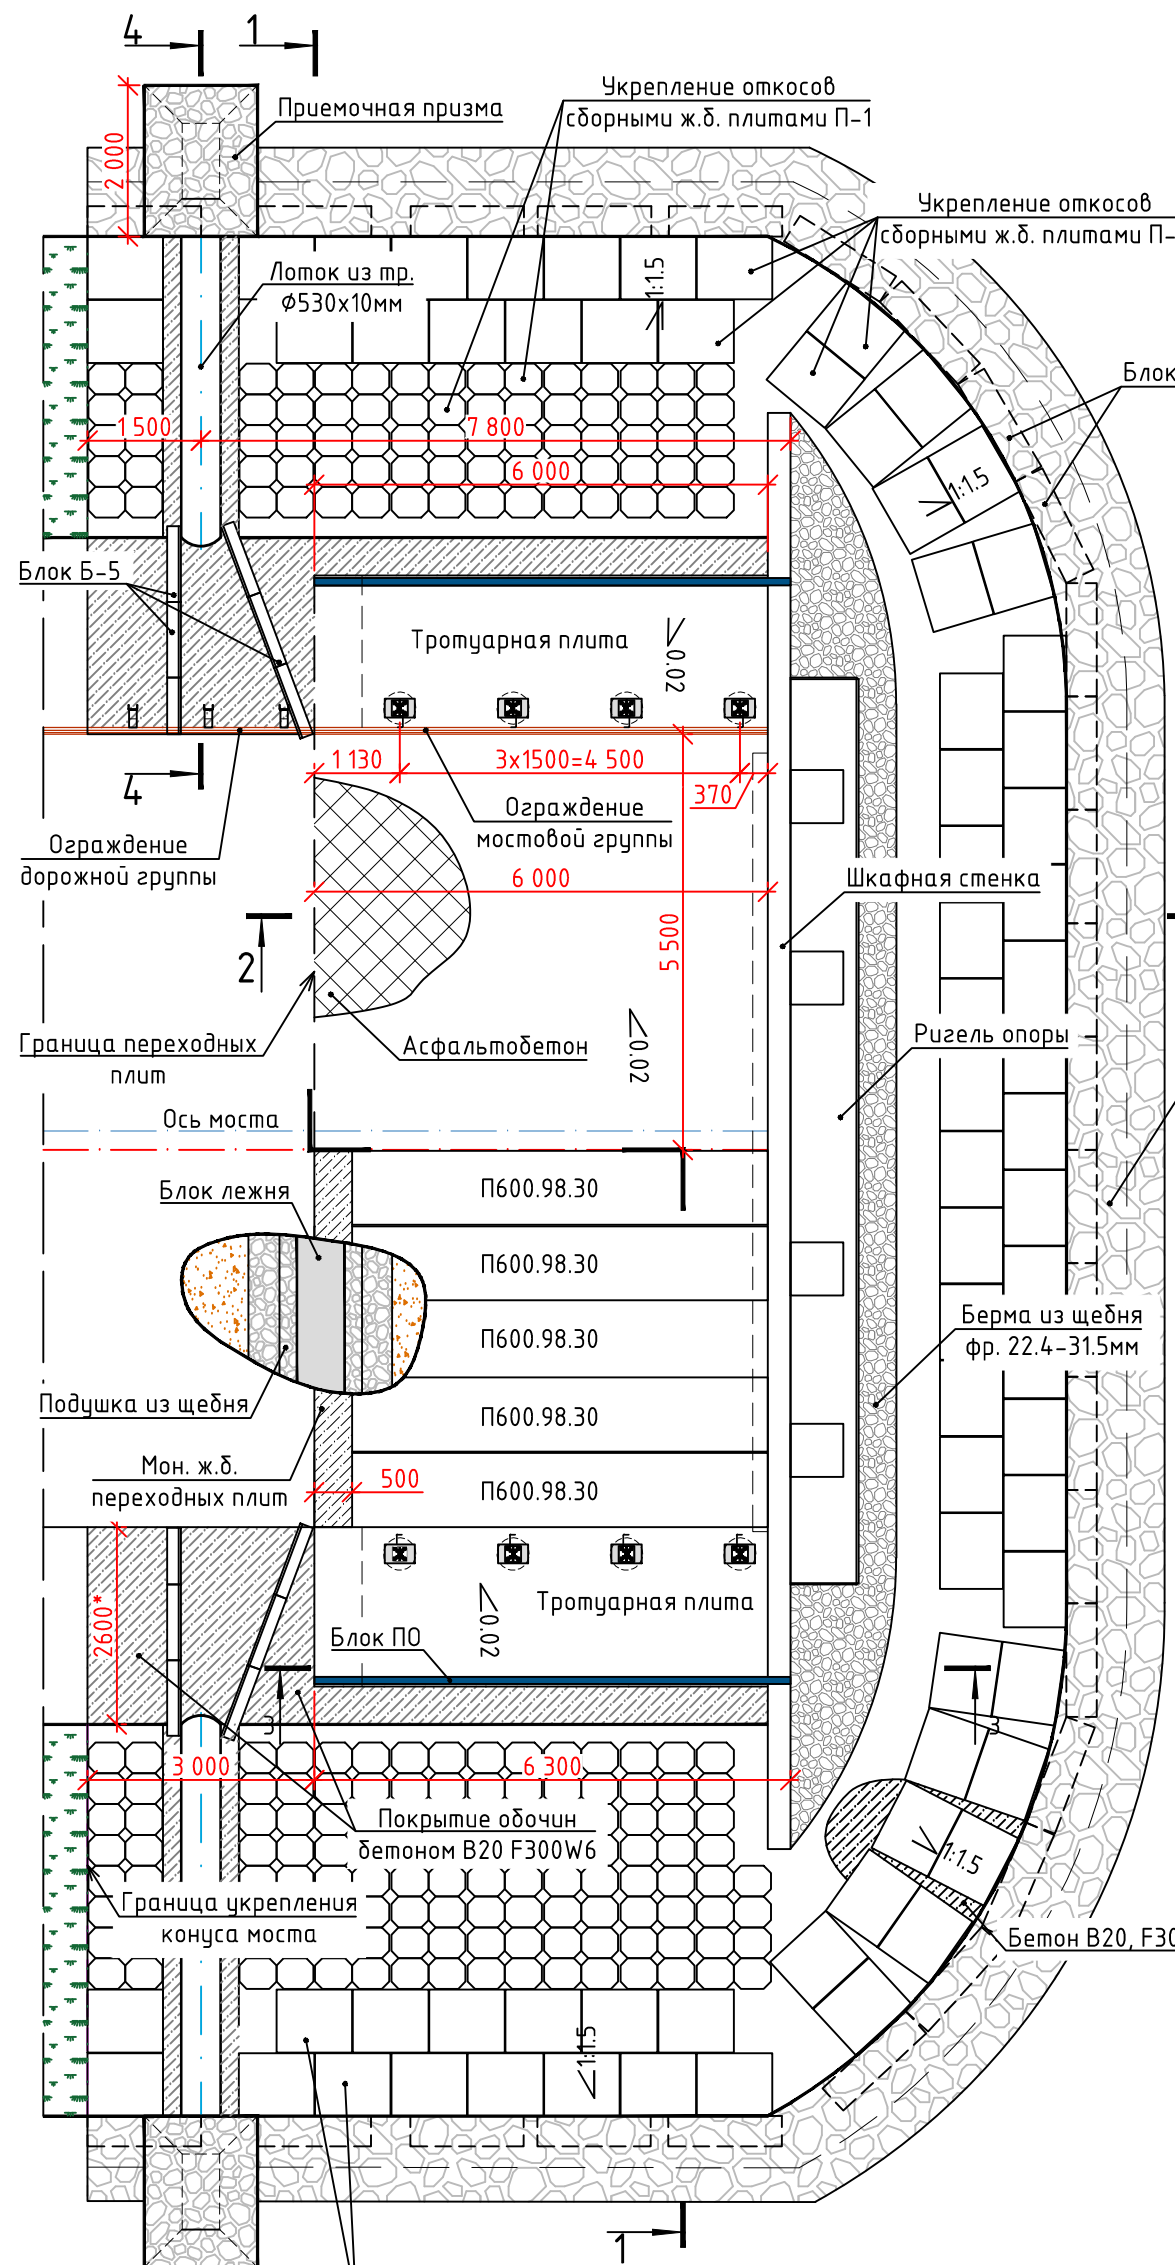 4
1
Приемочная призма
2 000
Укрепление откосов
сборными ж.б. плитами П-1
Укрепление откосов
сборными ж.б. плитами П-
Лоток из тр.
Ф530х10мм
1:1.5
Блок
1 500
7 800
6 000
1:1.5
Блок Б-5
Тротуарная плита
0.02
4
1 130
3х1500=4 500
370
Ограждение
мостовой группы
Ограждение
дорожной группы
6 000
Шкафная стенка
5 500
2
Граница переходных
плит
Асфальтобетон
0.02
Ригель опоры
Ось моста
Блок лежня
П600.98.30
П600.98.30
П600.98.30
П600.98.30
П600.98.30
Берма из щебня
фр. 22.4-31.5мм
Подушка из щебня
Мон. ж.б.
переходных плит
500
2600*
Тротуарная плита
0.02
Блок ПО
3
3
3 000
6 300
Покрытие обочин
бетоном В20 F300W6
1:1.5
Граница укрепления
конуса моста
Бетон В20, F30
1:1.5
1